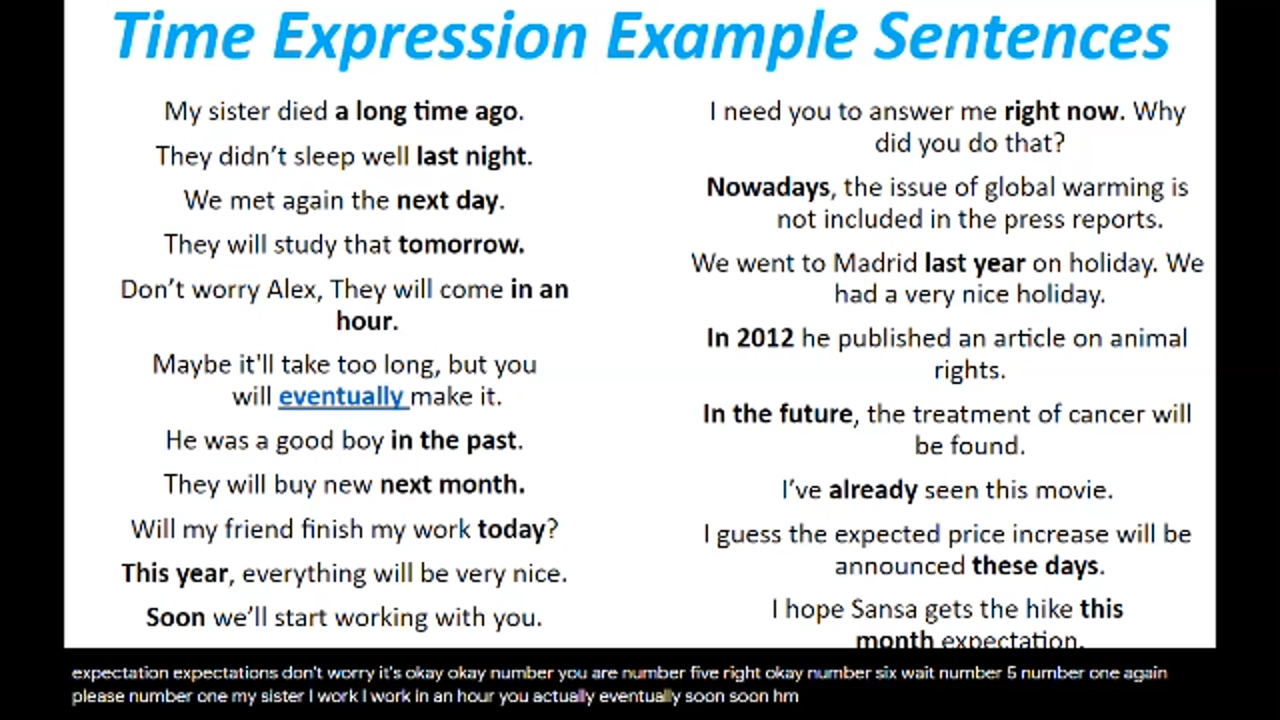 Time Expression Example Sentences
My sister died a long time ago.
They didn't sleep well last night.
We met again the next day.
They will study that tomorrow.
Don't worry Alex, They will come in an
hour.
Maybe it'll take too long, but you
will eventually make it.
He was a good boy in the past.
They will buy new next month.
Will my friend finish my work today?
This year, everything will be very nice.
Soon we'll start working with you.
I need you to answer me right now. Why
did you do that?
Nowadays, the issue of global warming is
not included in the press reports.
We went to Madrid last year on holiday. We
had a very nice holiday.
In 2012 he published an article on animal
rights.
In the future, the treatment of cancer will
be found.
I've already seen this movie.
I guess the expected price increase will be
announced these days.
I hope Sansa gets the hike this
month expectation.
expectation expectations don't worry it's okay okay number you are number five right okay number six wait number 5 number one again
please number one my sister I work I work in an hour you actually eventually soon soon hm